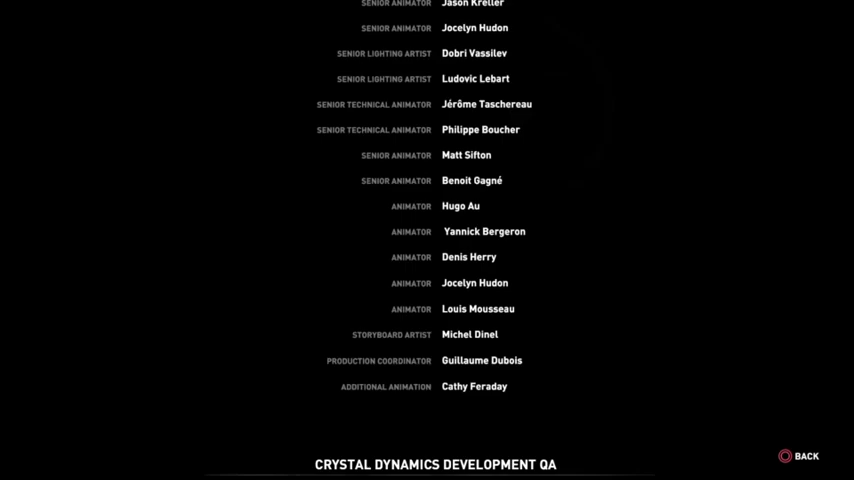 SENIOR ANIMATOR Jason Kreller
SENIOR ANIMATOR Jocelyn Hudon
SENIOR LIGHTING ARTIST Dobri Vassilev
SENIOR LIGHTING ARTIST Ludovic Lebart
SENIOR TECHNICAL ANIMATOR Jérôme Taschereau
SENIOR TECHNICAL ANIMATOR Philippe Boucher
SENIOR ANIMATOR Matt Sifton
SENIOR ANIMATOR Benoit Gagné
ANIMATOR Hugo Au
ANIMATOR Yannick Bergeron
ANIMATOR Denis Herry
ANIMATOR Jocelyn Hudon
ANIMATOR Louis Mousseau
STORYBOARD ARTIST Michel Dinel
PRODUCTION COORDINATOR Guillaume Dubois
ADDITIONAL ANIMATION Cathy Feraday
BACK
CRYSTAL DYNAMICS DEVELOPMENT QA